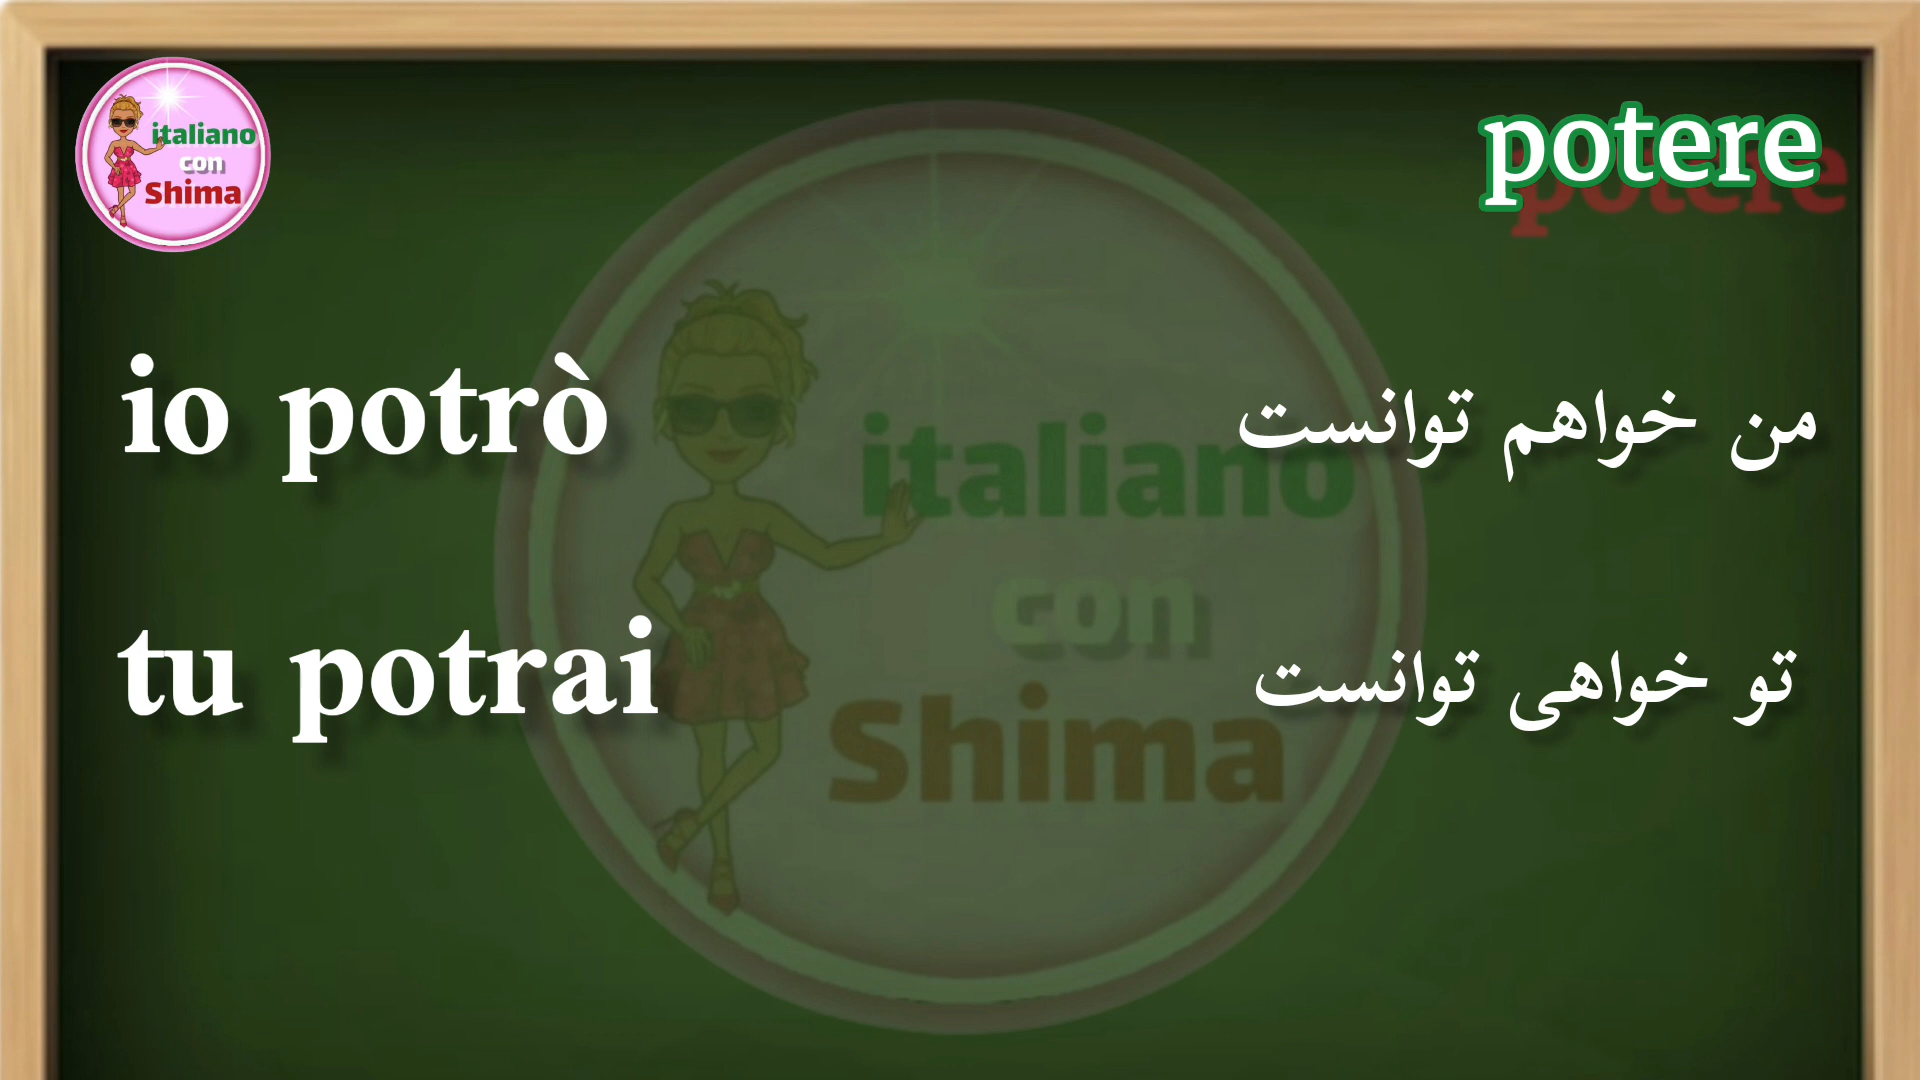 italiano
con
Shima
potere
io potrò
من خواهم توانست
tu potrai
تو خواهی توانست
italiano
con
Shima